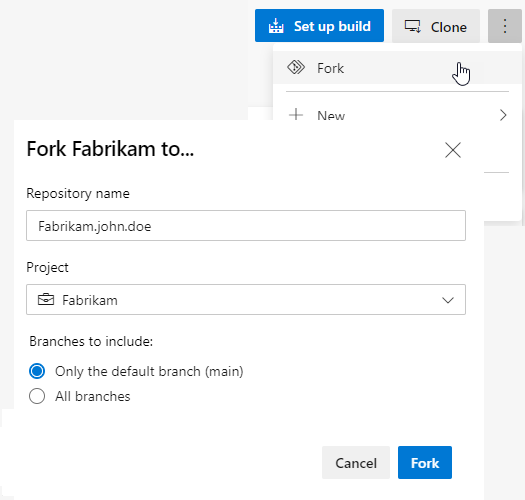 Set up build
Clone
Fork
New
Fork Fabrikam to...
Repository name
Fabrikam.john.doe
Project
Fabrikam
Branches to include:
Only the default branch (main)
All branches
Cancel
Fork